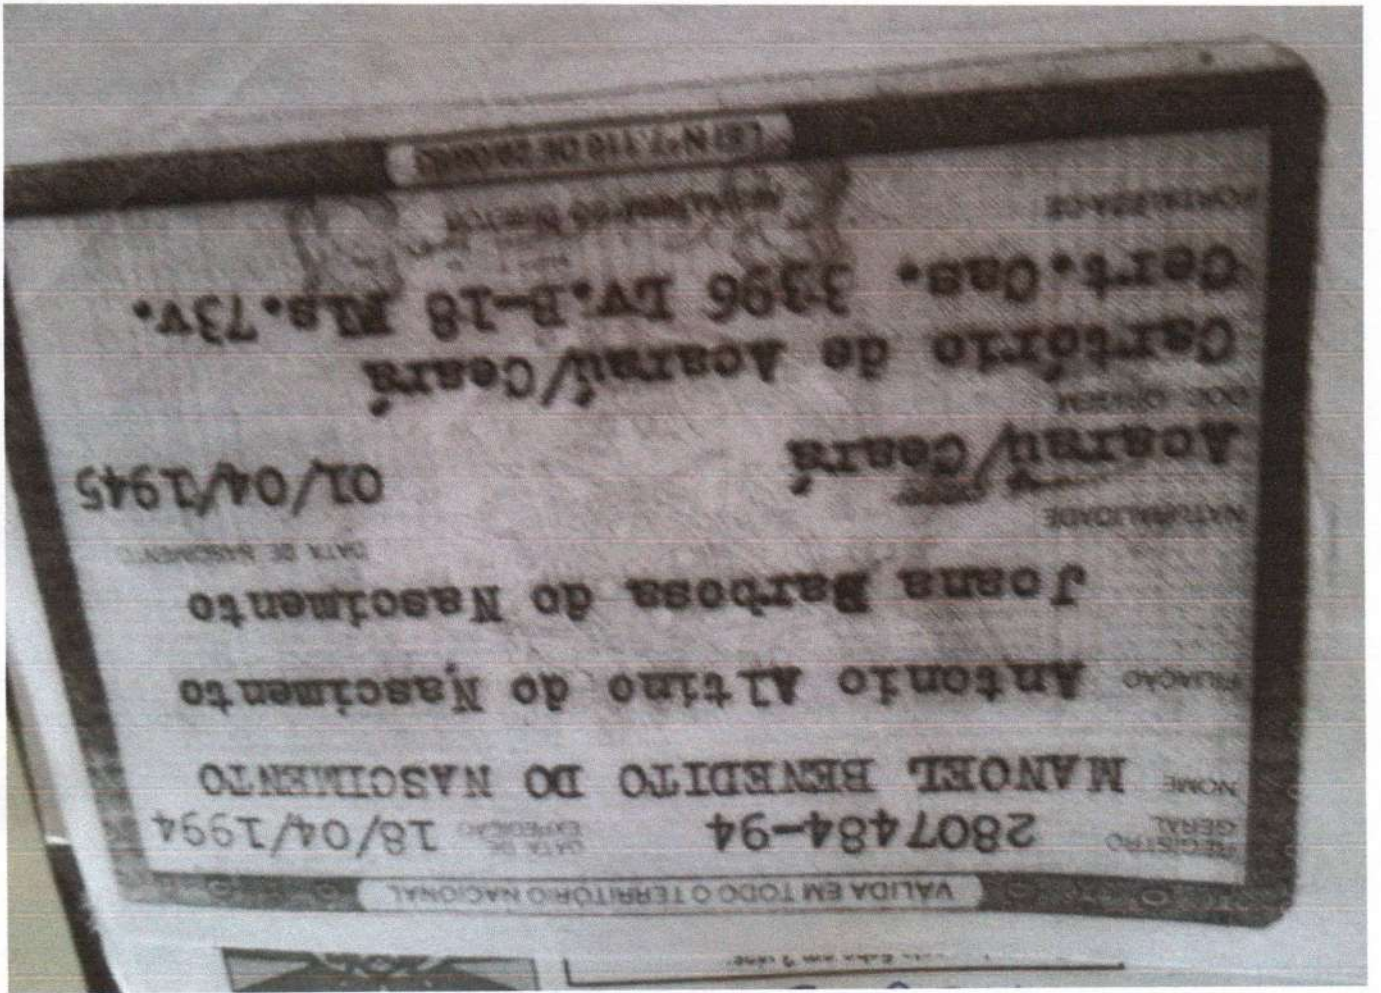 VÁLIDA EM TODO O TERRITÓRIO NACIONAL
REGISTRO GERAL 2807484-94 DATA DE EXPEDIÇÃO 18/04/1994
NOME MANOEL BENEDITO DO NASCIMENTO
FILIAÇÃO Antonio Altino do Nascimento
Joana Barbosa do Nascimento
NATURALIDADE DATA DE NASCIMENTO
Acaraú/Ceará 01/04/1945
DOC. ORIGEM
Cartório de Acaraú/Ceará
Cert.Cas. 3396 Lv.B-18 Fls.73v.
FORTALEZA-CE
LEI Nº 7.116 DE